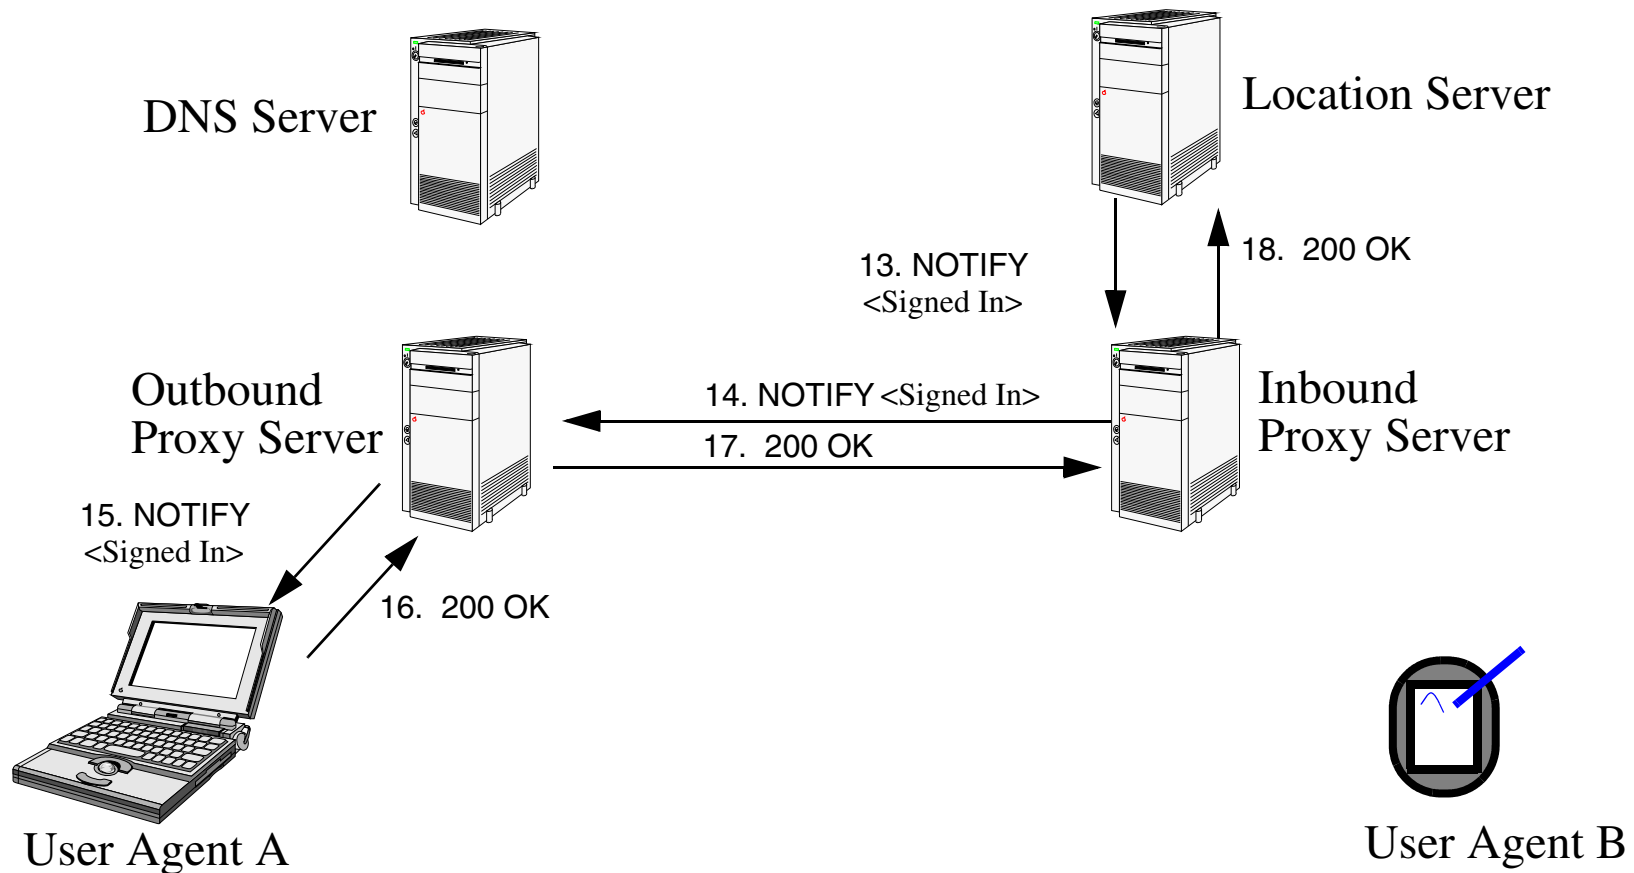 Location Server
DNS Server
13. NOTIFY
<Signed In>
18. 200 OK
Outbound
Proxy Server
14. NOTIFY <Signed In>
17. 200 OK
Inbound
Proxy Server
15. NOTIFY
<Signed In>
16. 200 OK
User Agent A
User Agent B